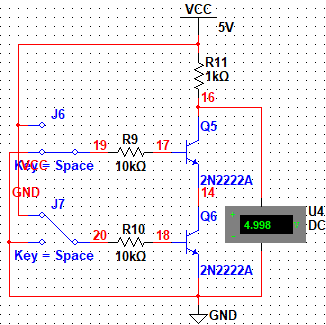 VCC
5V
R11
1kΩ
16
J6
Q5
19
R9
17
Key = Space
VCC
10kΩ
2N2222A
GND
14
J7
Q6
U4
4.998
V
DC
20
R10
18
Key = Space
10kΩ
2N2222A
GND